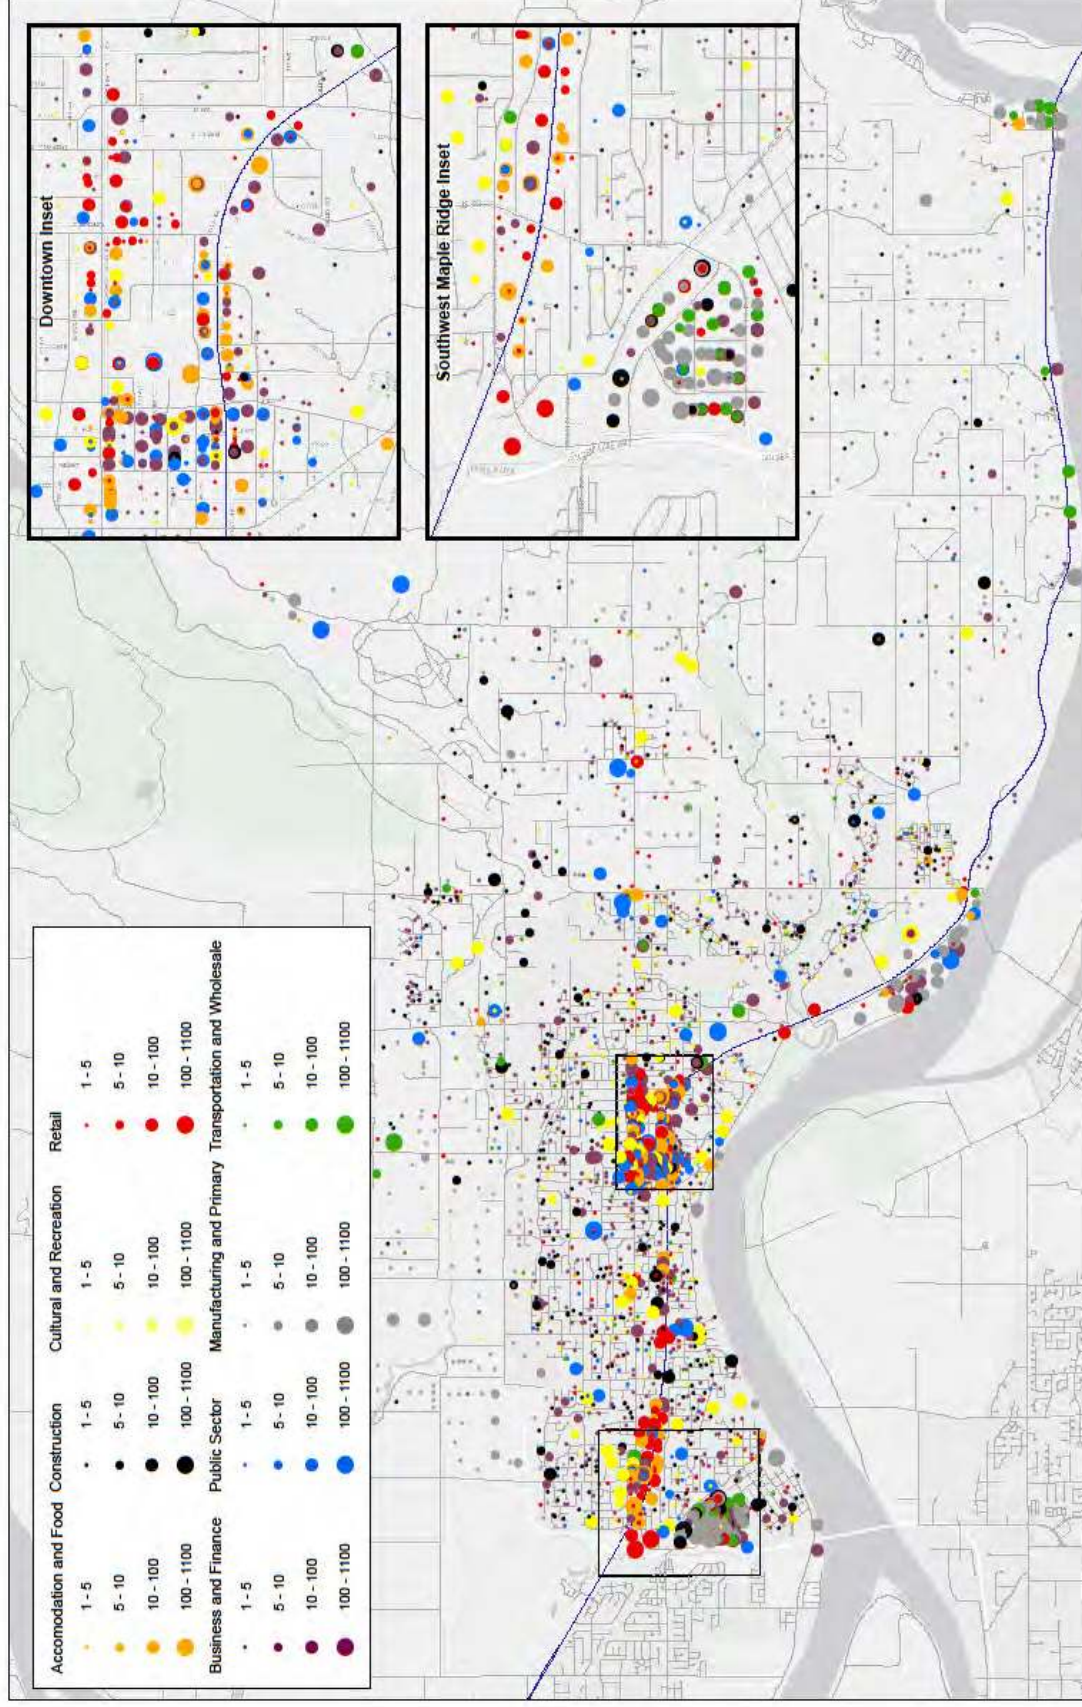 Accomodation and Food
1 - 5
5 - 10
10 - 100
100 - 1100
Construction
1 - 5
5 - 10
10 - 100
100 - 1100
Cultural and Recreation
1 - 5
5 - 10
10 - 100
100 - 1100
Retail
1 - 5
5 - 10
10 - 100
100 - 1100
Business and Finance
1 - 5
5 - 10
10 - 100
100 - 1100
Public Sector
1 - 5
5 - 10
10 - 100
100 - 1100
Manufacturing and Primary
1 - 5
5 - 10
10 - 100
100 - 1100
Transportation and Wholesale
1 - 5
5 - 10
10 - 100
100 - 1100
Downtown Inset
Southwest Maple Ridge Inset